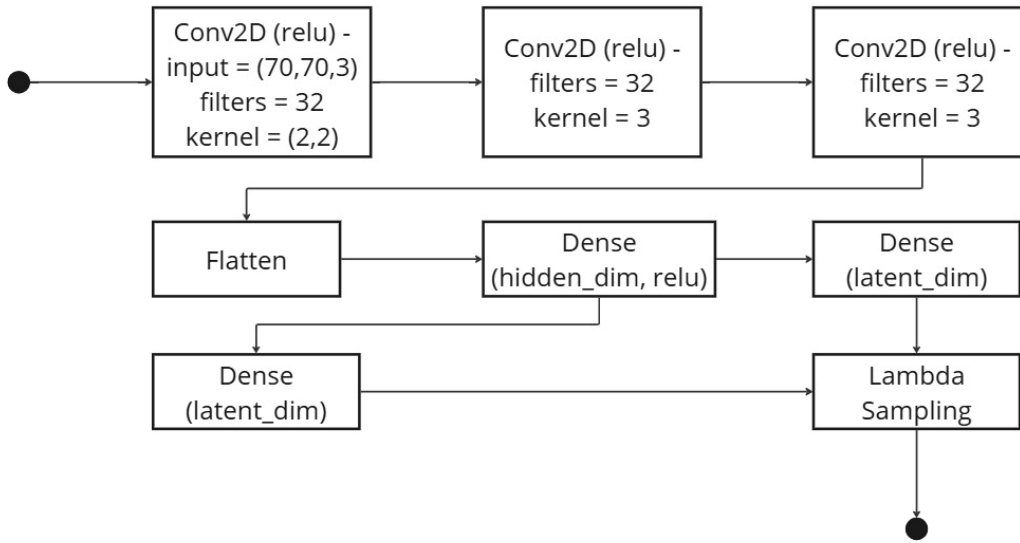 Conv2D (relu) -
input = (70,70,3)
filters = 32
kernel = (2,2)
Conv2D (relu) -
filters = 32
kernel = 3
Conv2D (relu) -
filters = 32
kernel = 3
Flatten
Dense
(hidden_dim, relu)
Dense
(latent_dim)
Dense
(latent_dim)
Lambda
Sampling